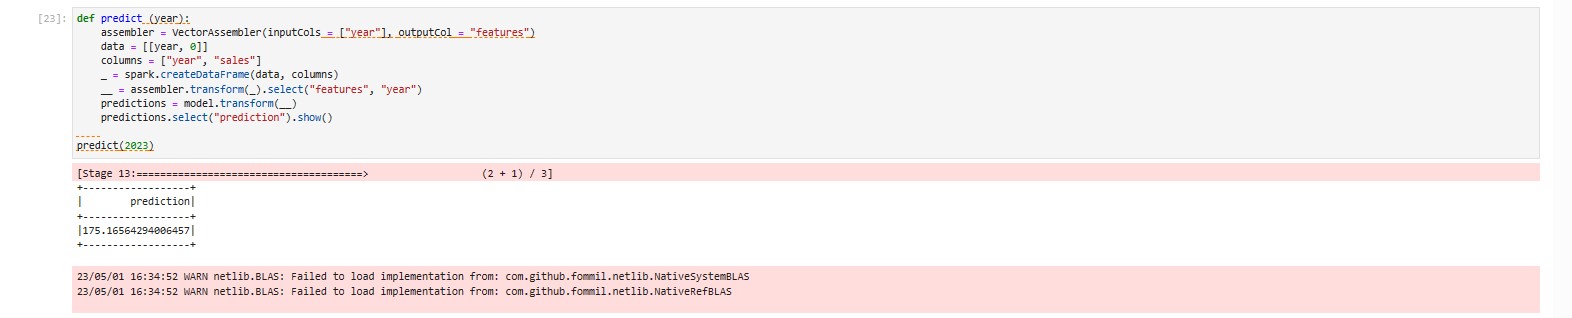 [23]: def predict (year):
    assembler = VectorAssembler(inputCols = ["year"], outputCol = "features")
    data = [[year, 0]]
    columns = ["year", "sales"]
    _ = spark.createDataFrame(data, columns)
    __ = assembler.transform(_).select("features", "year")
    predictions = model.transform(__)
    predictions.select("prediction").show()
predict(2023)
[Stage 13:=====================================>                  (2 + 1) / 3]
+------------------+
|        prediction|
+------------------+
|175.16564294006457|
+------------------+
23/05/01 16:34:52 WARN netlib.BLAS: Failed to load implementation from: com.github.fommil.netlib.NativeSystemBLAS
23/05/01 16:34:52 WARN netlib.BLAS: Failed to load implementation from: com.github.fommil.netlib.NativeRefBLAS